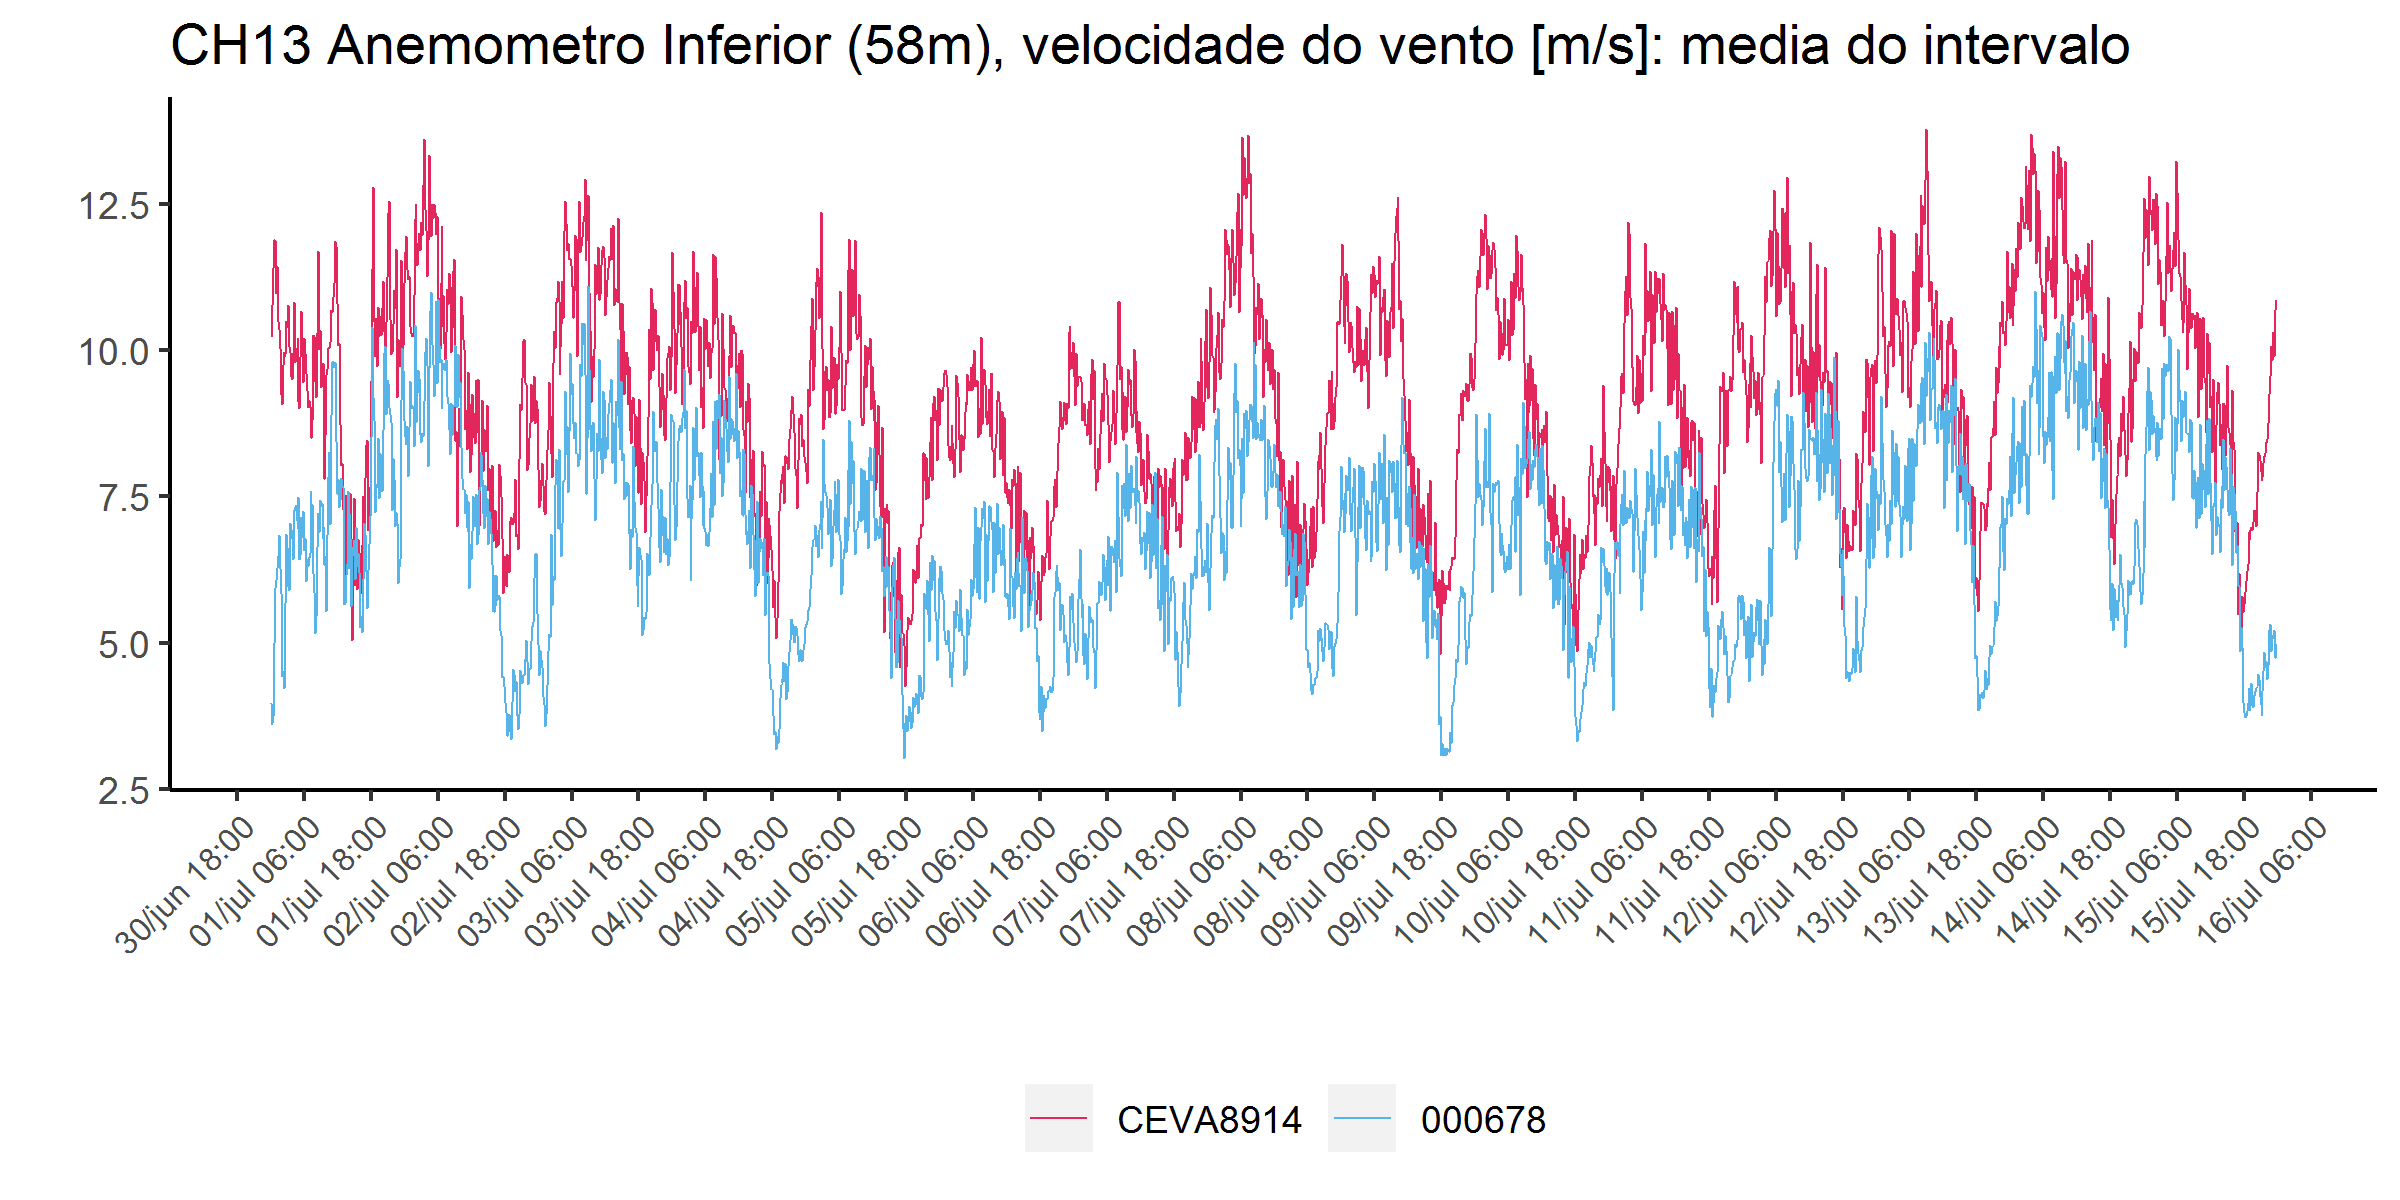 CH13 Anemometro Inferior (58m), velocidade do vento [m/s]: media do intervalo
12.5
10.0
7.5
5.0
2.5
30/jun 18:00
01/jul 06:00
01/jul 18:00
02/jul 06:00
02/jul 18:00
03/jul 06:00
03/jul 18:00
04/jul 06:00
04/jul 18:00
05/jul 06:00
05/jul 18:00
06/jul 06:00
06/jul 18:00
07/jul 06:00
07/jul 18:00
08/jul 06:00
08/jul 18:00
09/jul 06:00
09/jul 18:00
10/jul 06:00
10/jul 18:00
11/jul 06:00
11/jul 18:00
12/jul 06:00
12/jul 18:00
13/jul 06:00
13/jul 18:00
14/jul 06:00
14/jul 18:00
15/jul 06:00
15/jul 18:00
16/jul 06:00
CEVA8914 000678